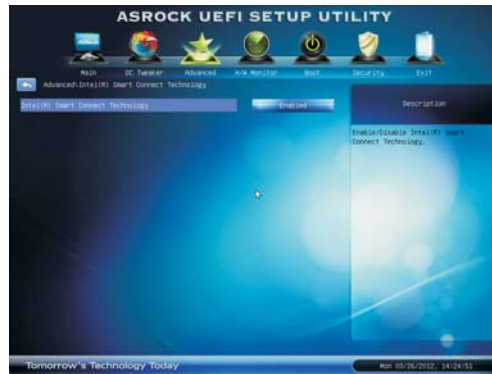 ASROCK UEFI SETUP UTILITY
Main OC Tweaker Advanced H/W Monitor Boot Security Exit
Advanced\Intel(R) Smart Connect Technology
Intel(R) Smart Connect Technology Enabled
Description
Enable/Disable Intel(R) Smart
Connect Technology.
Tomorrow's Technology Today
Mon 03/26/2012, 14:24:51